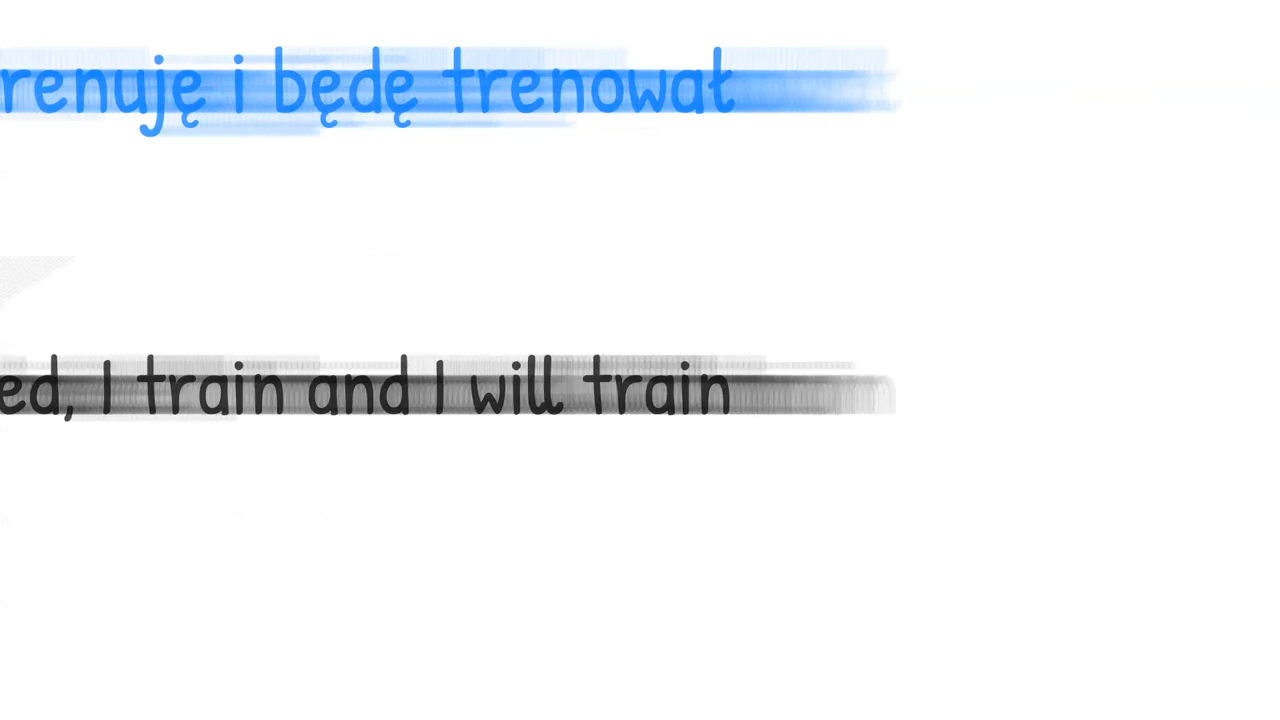 renuję i będę trenował
ed, I train and I will train